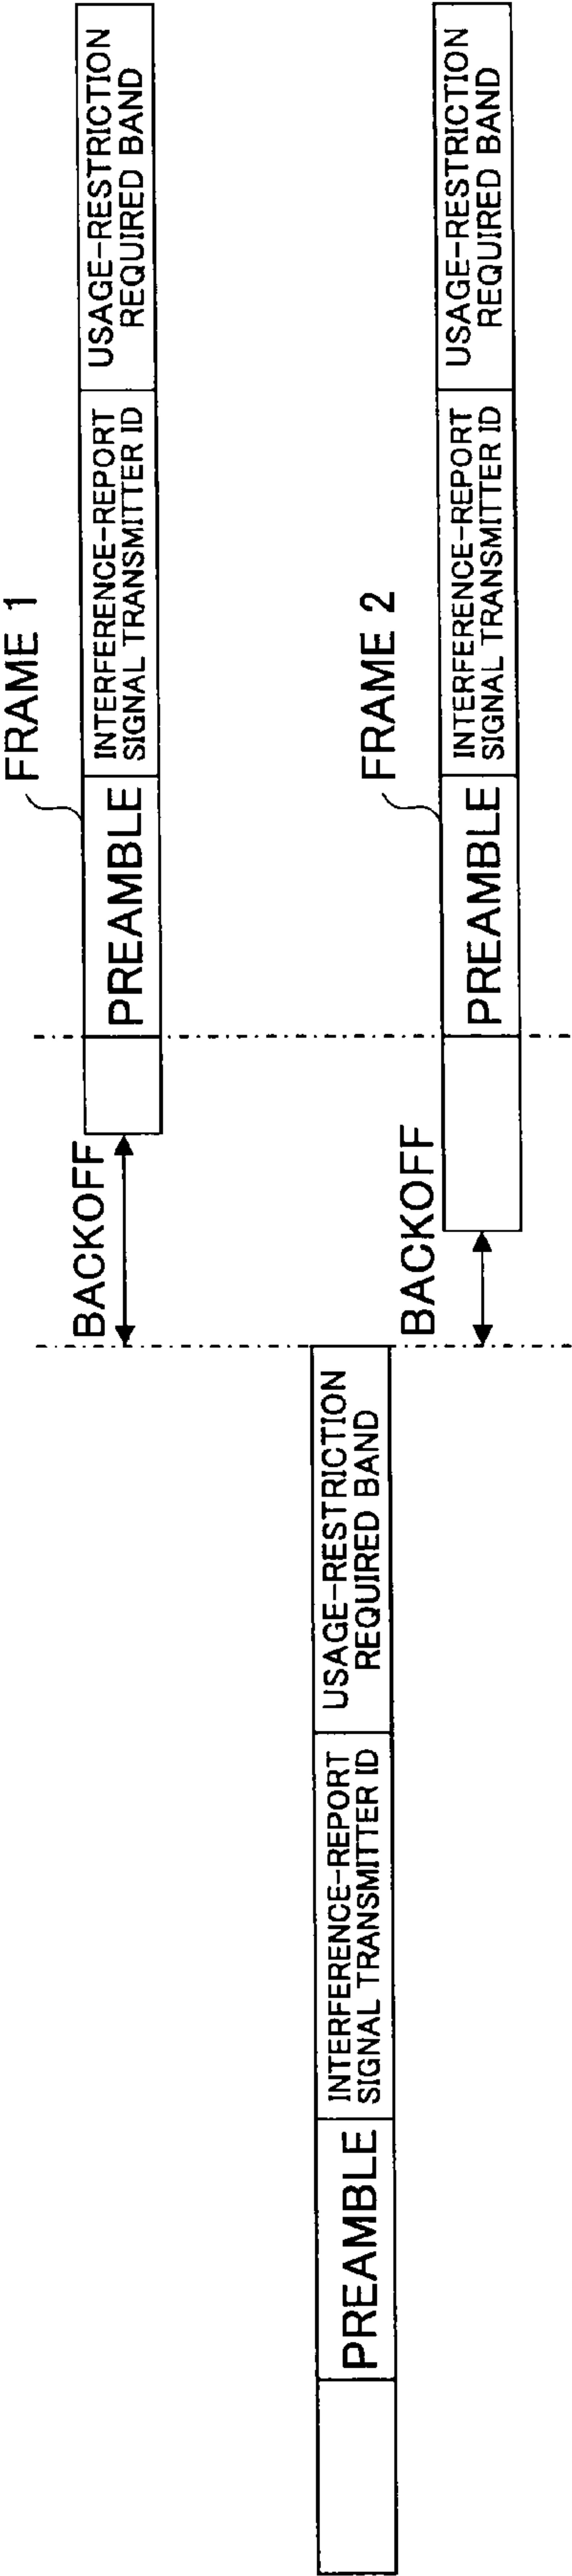 FRAME 1
BACKOFF
PREAMBLE
INTERFERENCE-REPORT
SIGNAL TRANSMITTER ID
USAGE-RESTRICTION
REQUIRED BAND
PREAMBLE
INTERFERENCE-REPORT
SIGNAL TRANSMITTER ID
USAGE-RESTRICTION
REQUIRED BAND
FRAME 2
BACKOFF
PREAMBLE
INTERFERENCE-REPORT
SIGNAL TRANSMITTER ID
USAGE-RESTRICTION
REQUIRED BAND